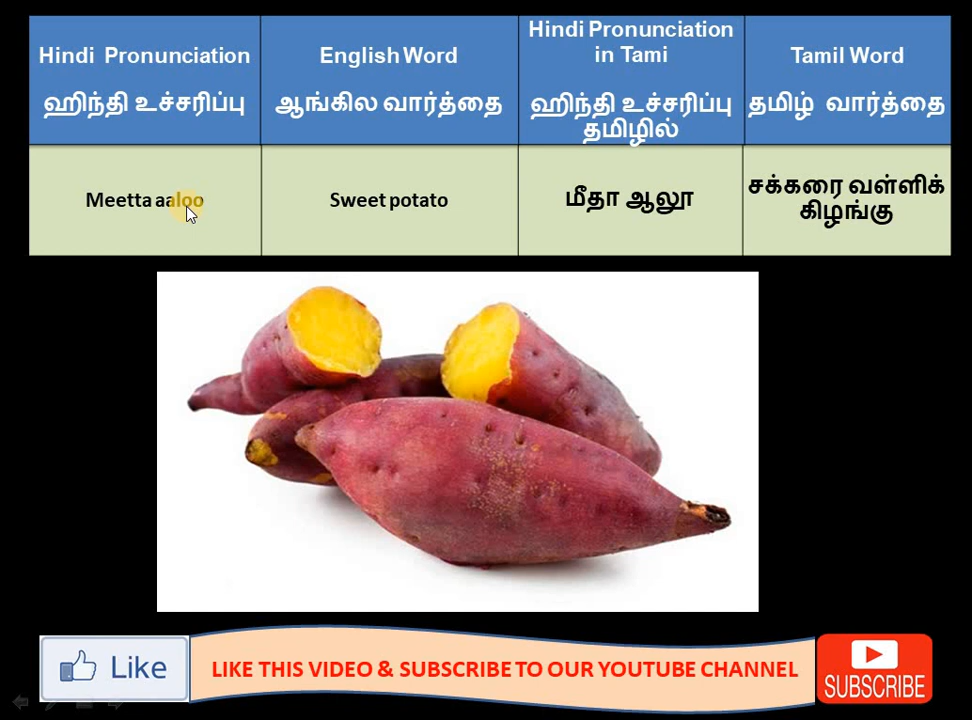 Hindi Pronunciation
ஹிந்தி உச்சரிப்பு
English Word
ஆங்கில வார்த்தை
Hindi Pronunciation
in Tami
ஹிந்தி உச்சரிப்பு
தமிழில்
Tamil Word
தமிழ் வார்த்தை
Meetta aaloo
Sweet potato
மீதா ஆலூ
சக்கரை வள்ளிக்
கிழங்கு
Like
LIKE THIS VIDEO & SUBSCRIBE TO OUR YOUTUBE CHANNEL
SUBSCRIBE